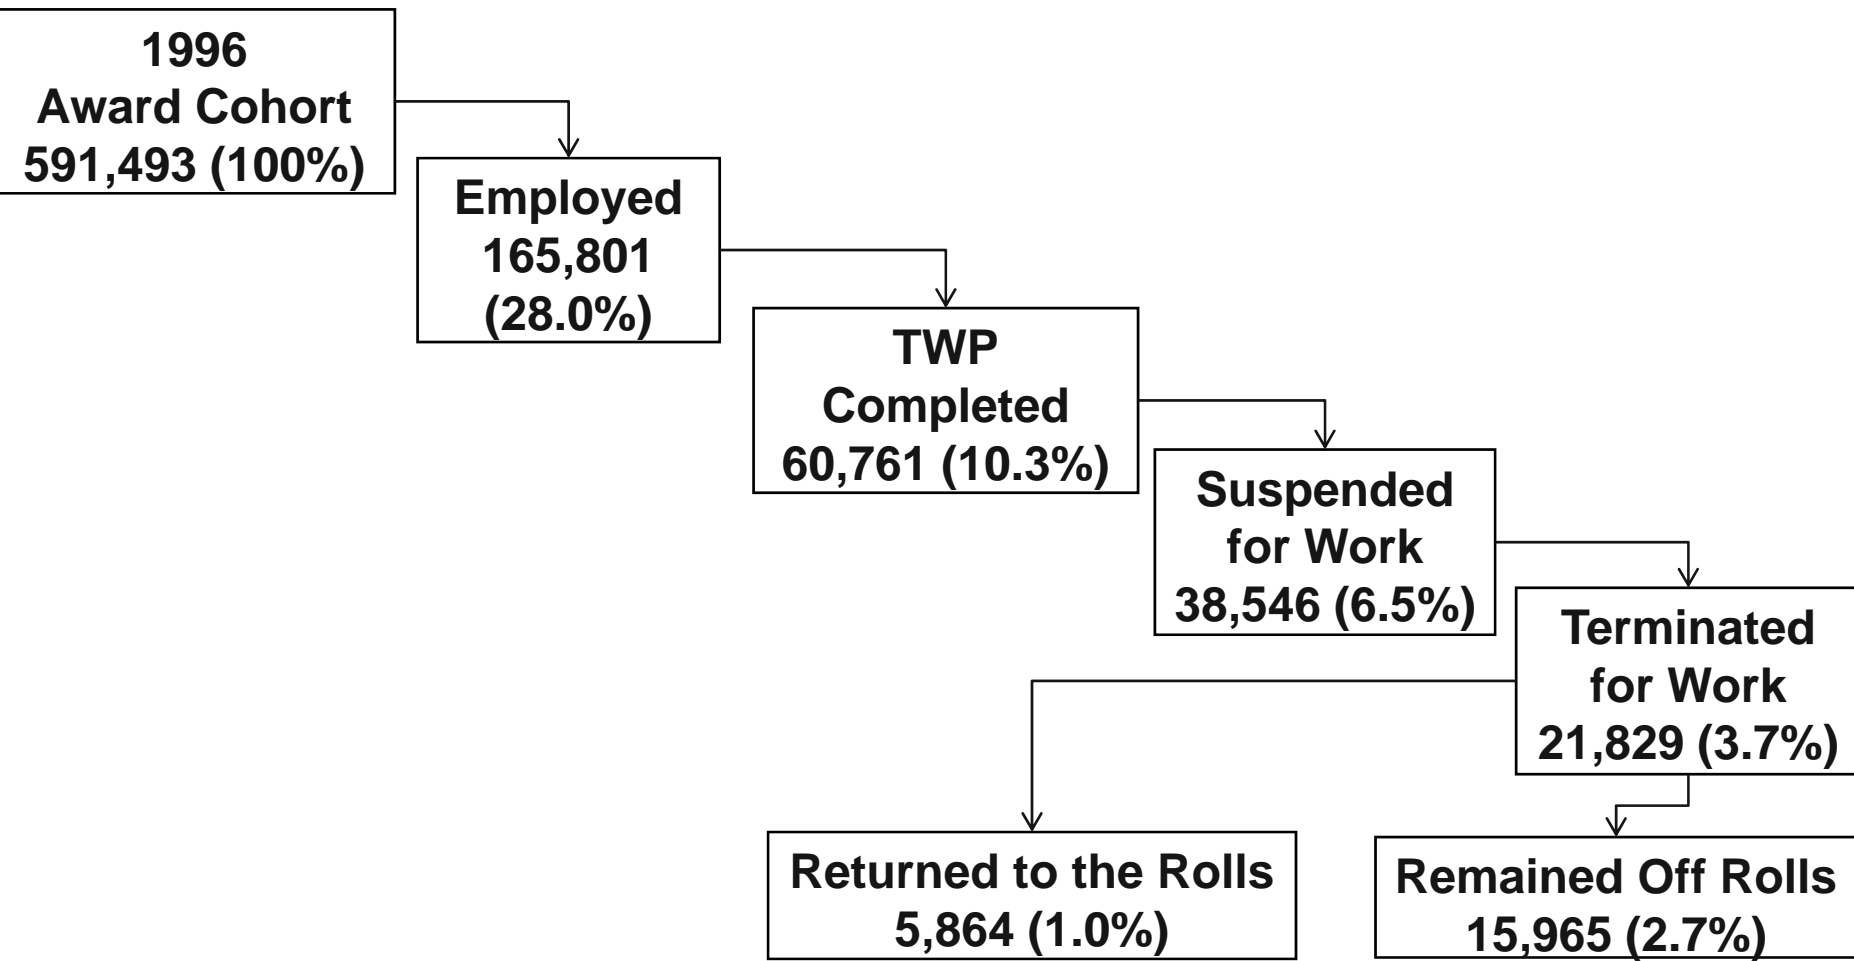 1996
Award Cohort
591,493 (100%)
Employed
165,801
(28.0%)
TWP
Completed
60,761 (10.3%)
Suspended
for Work
38,546 (6.5%)
Terminated
for Work
21,829 (3.7%)
Returned to the Rolls
5,864 (1.0%)
Remained Off Rolls
15,965 (2.7%)